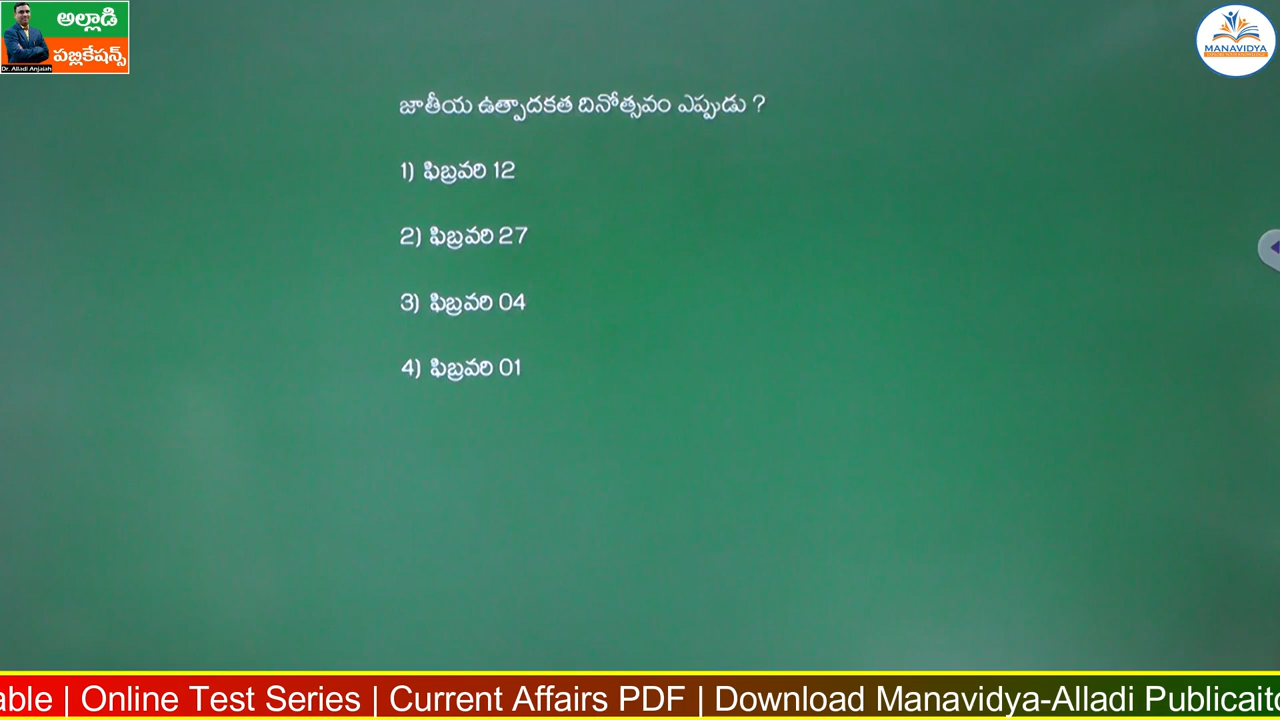 అల్లాడి
పబ్లికేషన్స్
Dr. Alladi Anjaiah
MANAVIDYA
జాతీయ ఉత్పాదకత దినోత్సవం ఎప్పుడు ?
1) ఫిబ్రవరి 12
2) ఫిబ్రవరి 27
3) ఫిబ్రవరి 04
4) ఫిబ్రవరి 01
able | Online Test Series | Current Affairs PDF | Download Manavidya-Alladi Publicaito